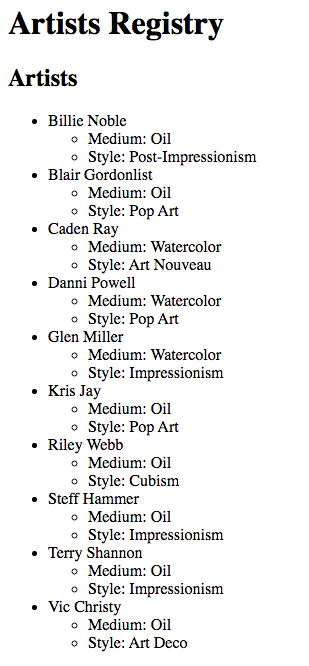 Artists Registry
Artists
Billie Noble
Medium: Oil
Style: Post-Impressionism
Blair Gordonlist
Medium: Oil
Style: Pop Art
Caden Ray
Medium: Watercolor
Style: Art Nouveau
Danni Powell
Medium: Watercolor
Style: Pop Art
Glen Miller
Medium: Watercolor
Style: Impressionism
Kris Jay
Medium: Oil
Style: Pop Art
Riley Webb
Medium: Oil
Style: Cubism
Steff Hammer
Medium: Oil
Style: Impressionism
Terry Shannon
Medium: Oil
Style: Impressionism
Vic Christy
Medium: Oil
Style: Art Deco